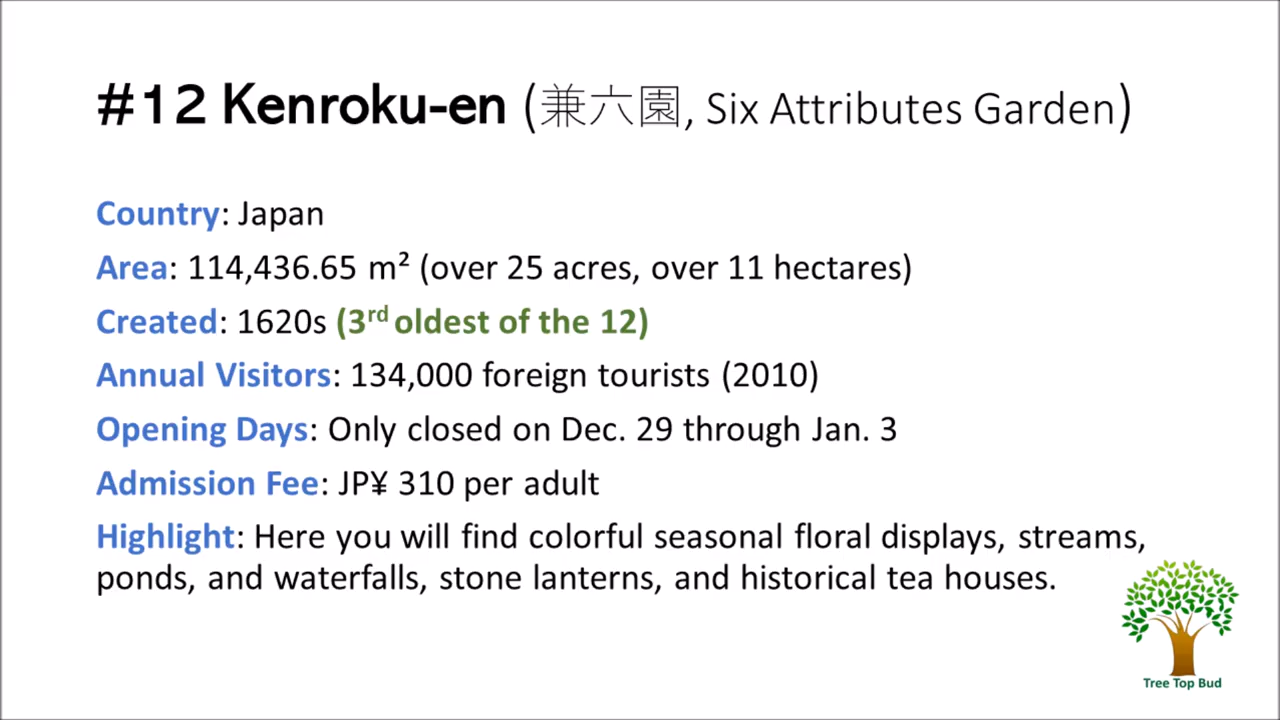 #12 Kenroku-en (兼六園, Six Attributes Garden)
Country: Japan
Area: 114,436.65 m² (over 25 acres, over 11 hectares)
Created: 1620s (3rd oldest of the 12)
Annual Visitors: 134,000 foreign tourists (2010)
Opening Days: Only closed on Dec. 29 through Jan. 3
Admission Fee: JP¥ 310 per adult
Highlight: Here you will find colorful seasonal floral displays, streams,
ponds, and waterfalls, stone lanterns, and historical tea houses.
Tree Top Bud